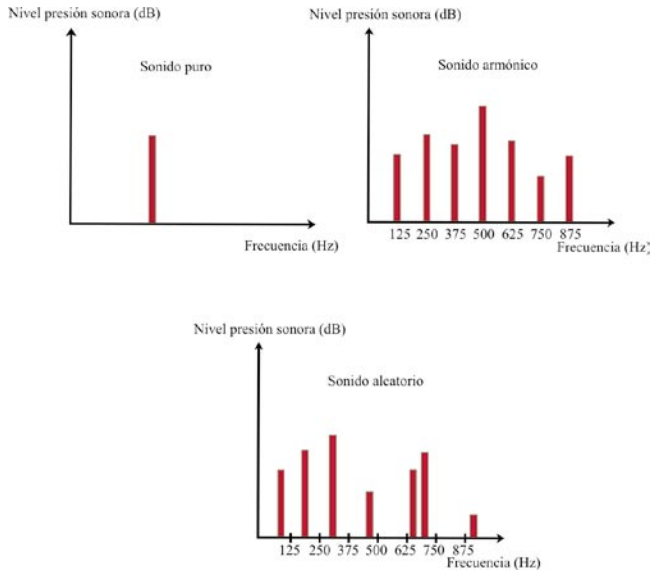 Nivel presión sonora (dB)
Sonido puro
Frecuencia (Hz)
Nivel presión sonora (dB)
Sonido armónico
125 250 375 500 625 750 875
Frecuencia (Hz)
Nivel presión sonora (dB)
Sonido aleatorio
125 250 375 500 625 750 875
Frecuencia (Hz)